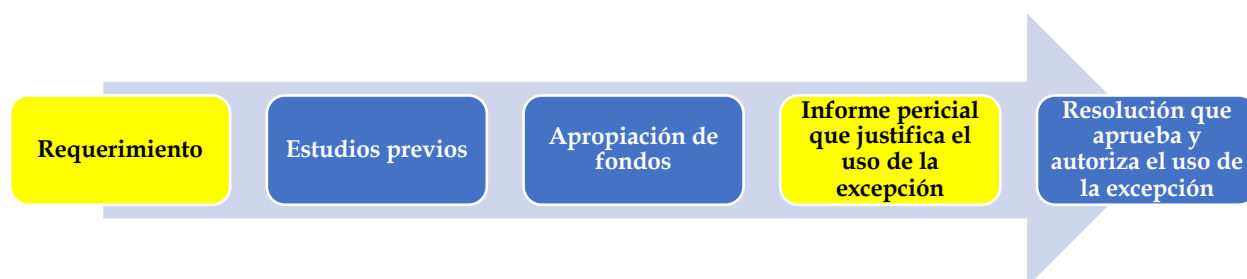 Requerimiento
Estudios previos
Apropiación de
fondos
Informe pericial
que justifica el
uso de la
excepción
Resolución que
aprueba y
autoriza el uso de
la excepción